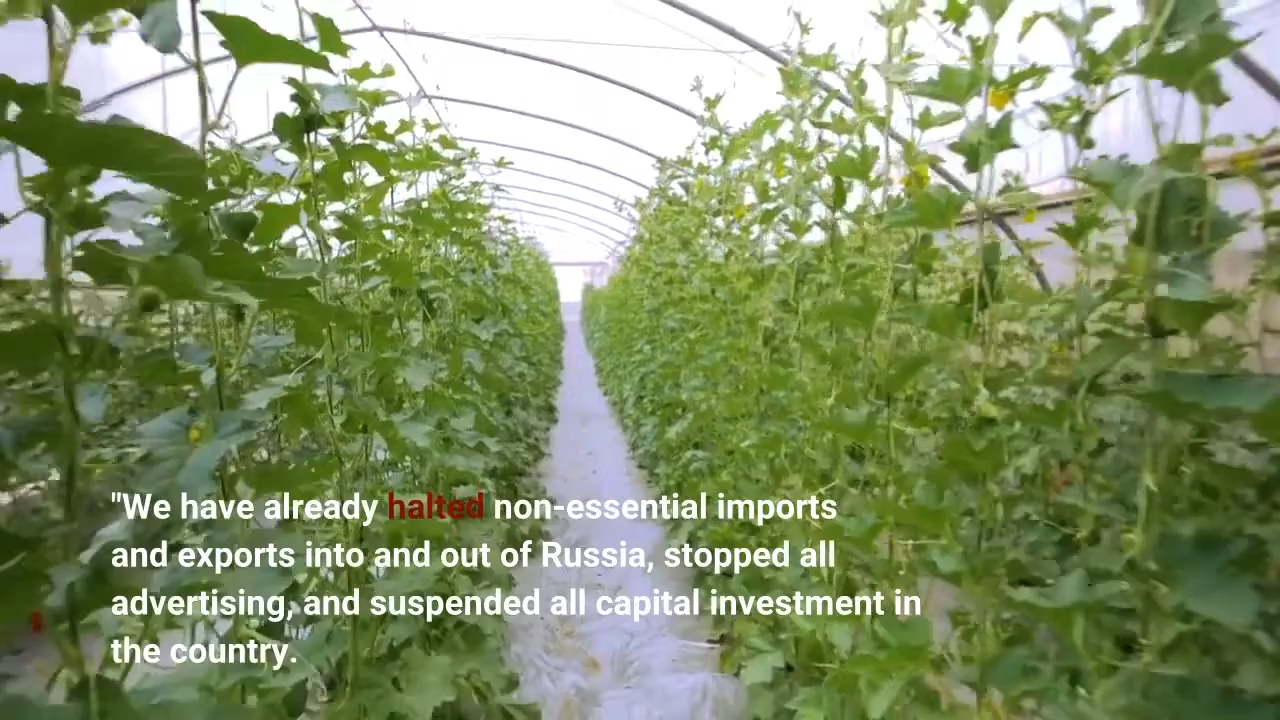 "We have already halted non-essential imports
and exports into and out of Russia, stopped all
advertising, and suspended all capital investment in
the country.